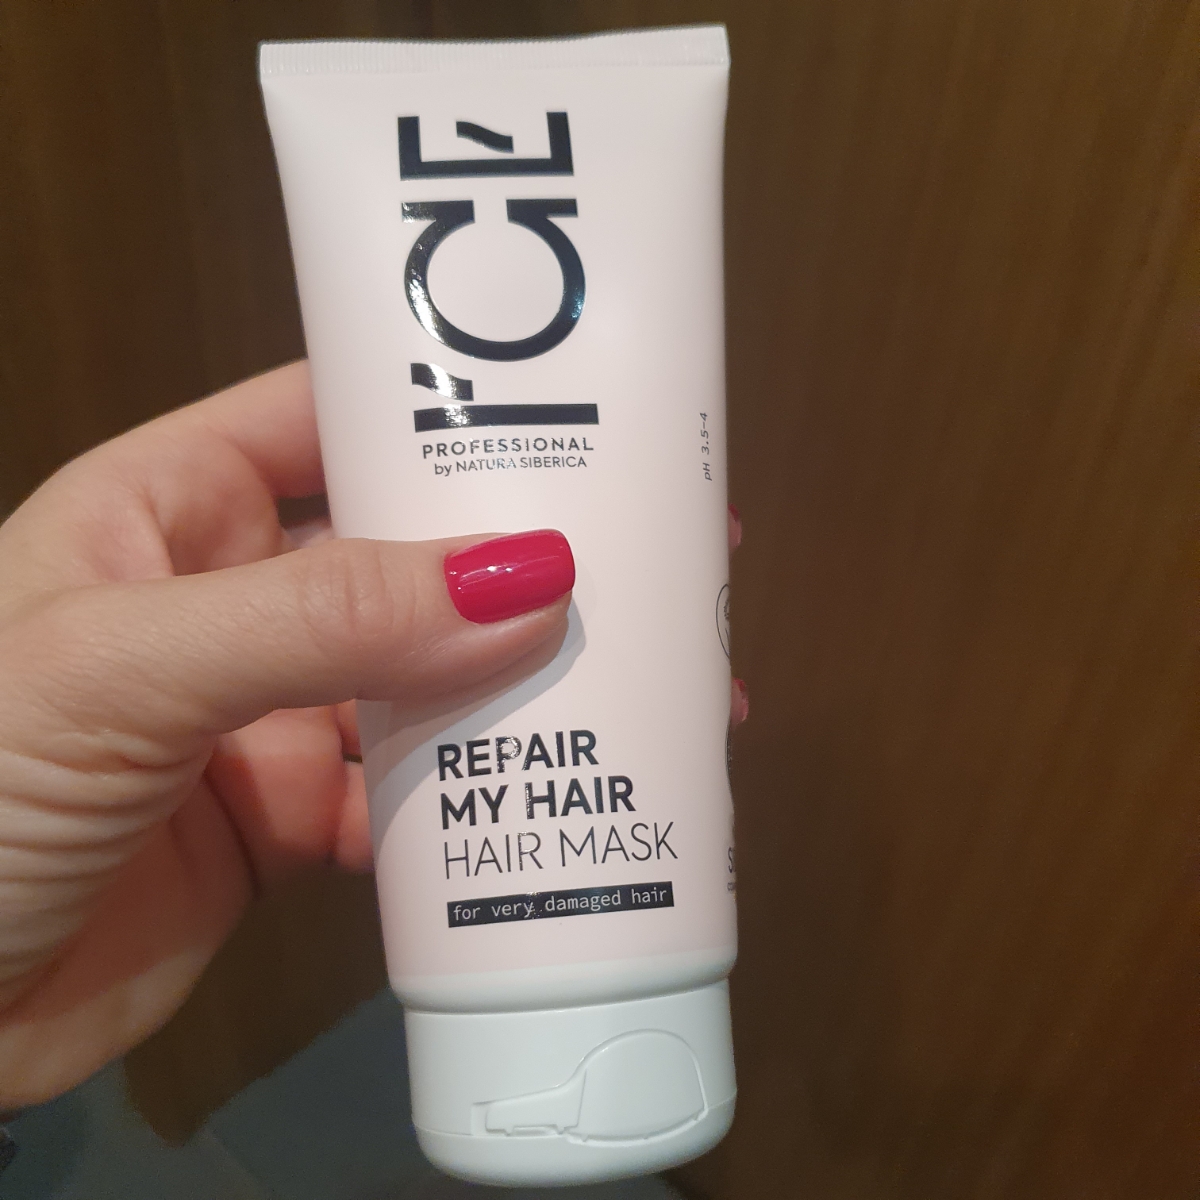 I'CE
PROFESSIONAL
by NATURA SIBERICA
pH 3.5-4
REPAIR
MY HAIR
HAIR MASK
for very damaged hair